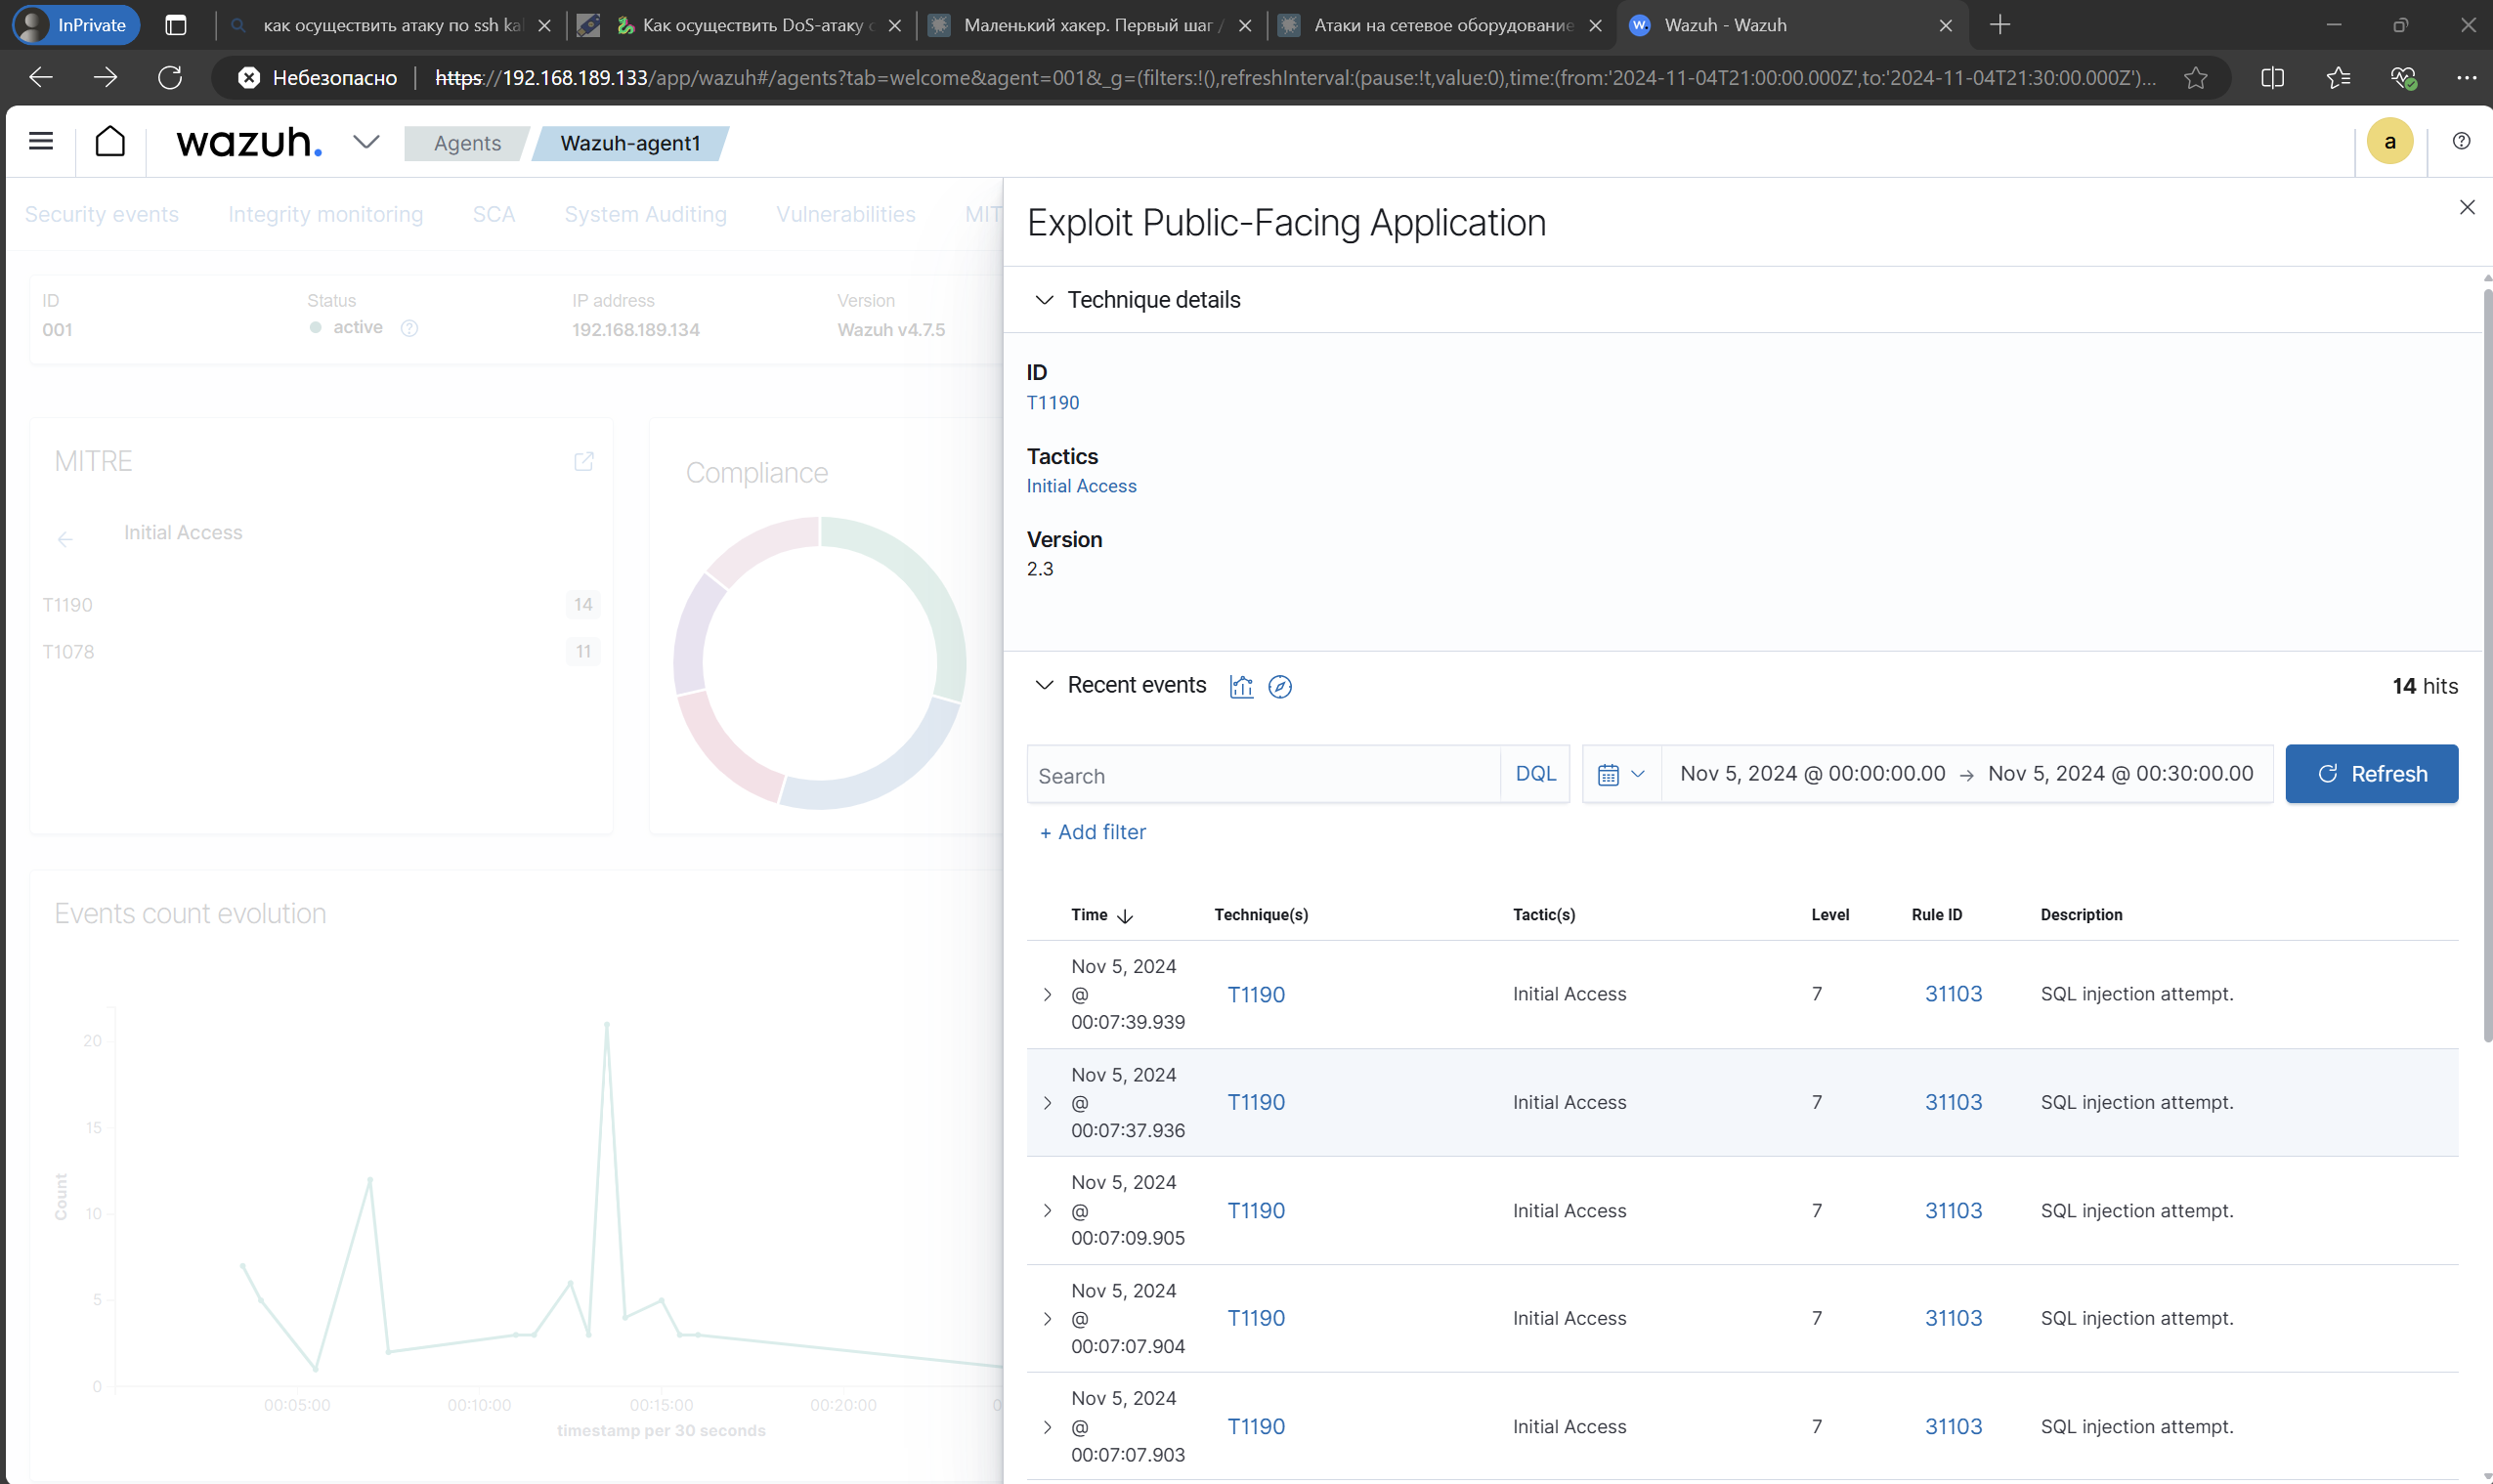 InPrivate
как осуществить атаку по ssh kal
Как осуществить DoS-атаку с
Маленький хакер. Первый шаг /
Атаки на сетевое оборудование
Wazuh - Wazuh
Небезопасно
https://192.168.189.133/app/wazuh#/agents?tab=welcome&agent=001&_g=(filters:!(),refreshInterval:(pause:!t,value:0),time:(from:'2024-11-04T21:00:00.000Z',to:'2024-11-04T21:30:00.000Z')...
wazuh.
Agents
Wazuh-agent1
a
Security events
Integrity monitoring
SCA
System Auditing
Vulnerabilities
MIT
ID
001
Status
active
IP address
192.168.189.134
Version
Wazuh v4.7.5
MITRE
Initial Access
T1190
14
T1078
11
Compliance
Events count evolution
Count
20
15
10
5
0
00:05:00
00:10:00
00:15:00
00:20:00
0
timestamp per 30 seconds
Exploit Public-Facing Application
Technique details
ID
T1190
Tactics
Initial Access
Version
2.3
Recent events
14 hits
Search
DQL
Nov 5, 2024 @ 00:00:00.00 → Nov 5, 2024 @ 00:30:00.00
Refresh
+ Add filter
Time Technique(s) Tactic(s) Level Rule ID Description
Nov 5, 2024
@
00:07:39.939
T1190 Initial Access 7 31103 SQL injection attempt.
Nov 5, 2024
@
00:07:37.936
T1190 Initial Access 7 31103 SQL injection attempt.
Nov 5, 2024
@
00:07:09.905
T1190 Initial Access 7 31103 SQL injection attempt.
Nov 5, 2024
@
00:07:07.904
T1190 Initial Access 7 31103 SQL injection attempt.
Nov 5, 2024
@
00:07:07.903
T1190 Initial Access 7 31103 SQL injection attempt.